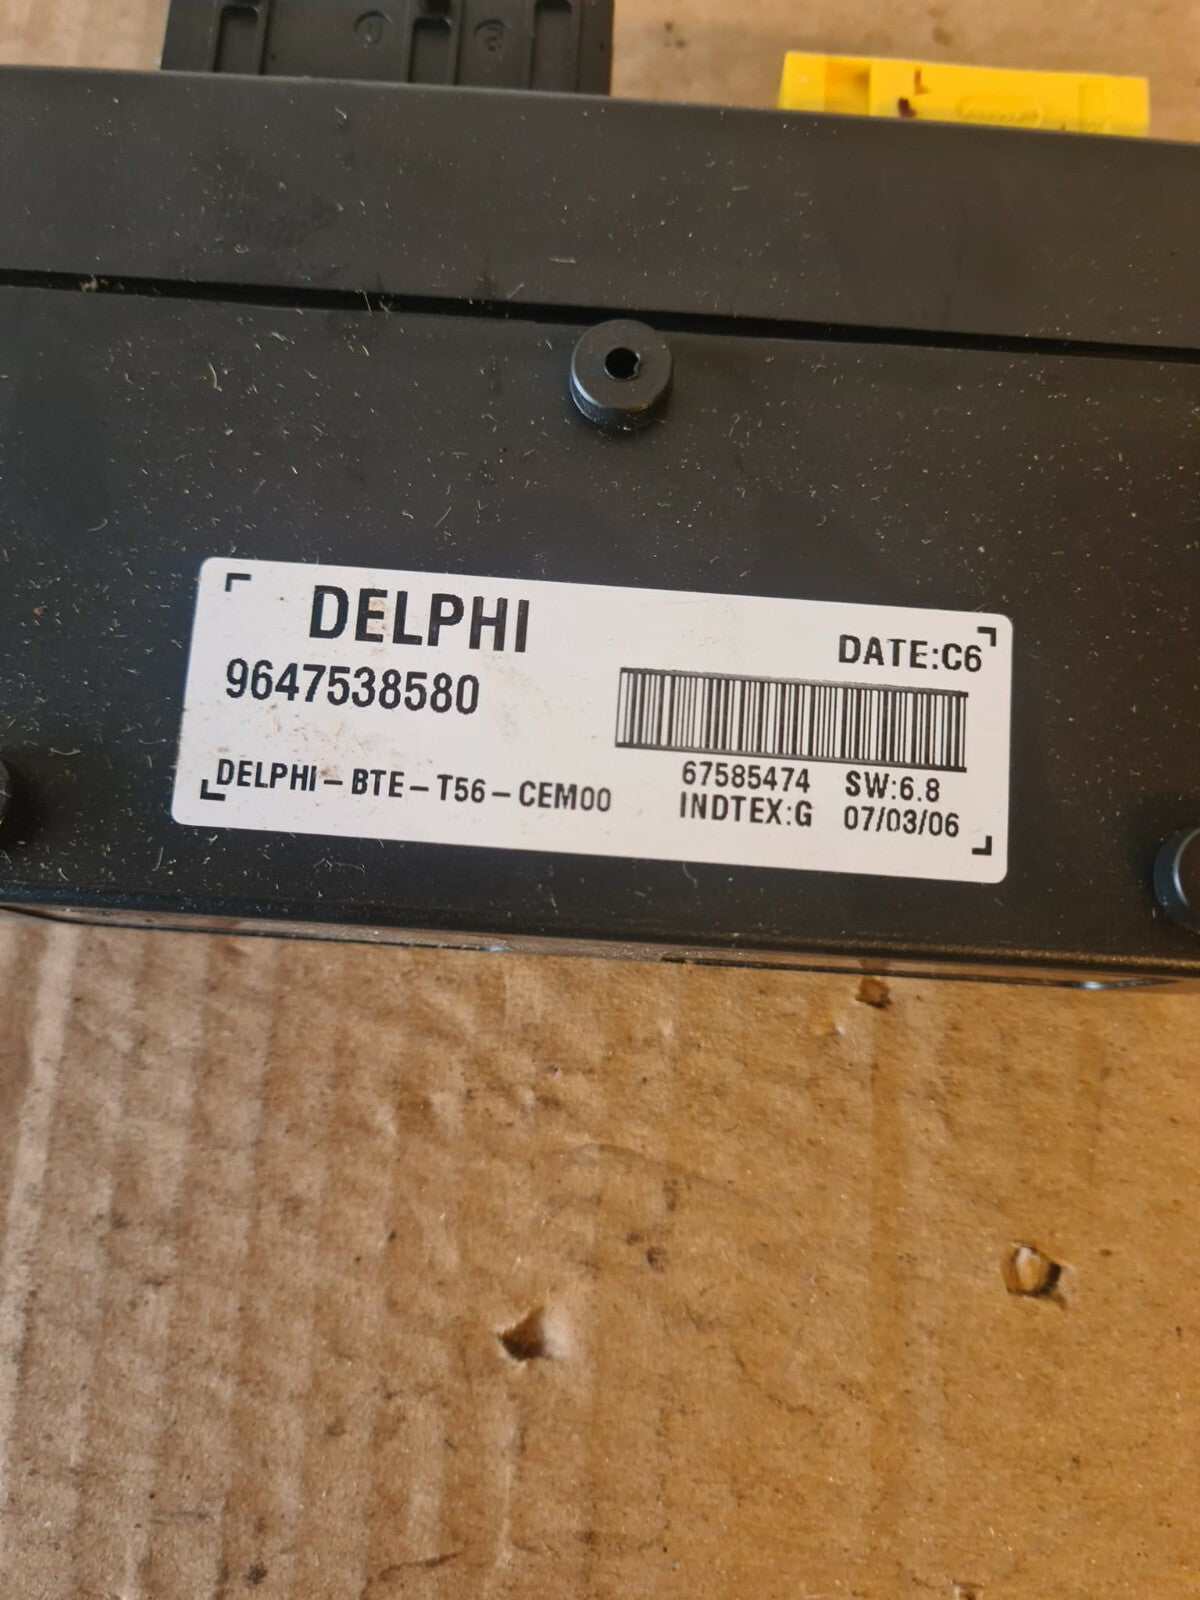 DELPHI
DATE:C6
9647538580
67585474 SW:6.8
DELPHI-BTE-T56-CEM00
INDTEX:G 07/03/06